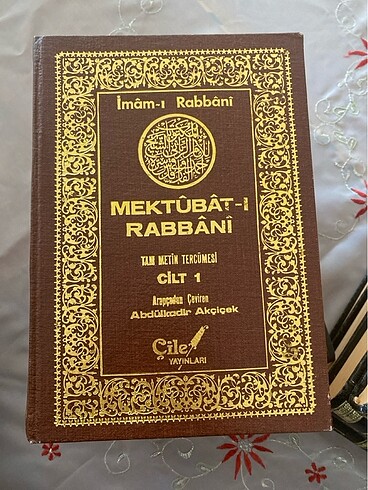 İmâm-ı Rabbânî
MEKTÛBÂT-I
RABBÂNÎ
TAM METİN TERCÜMESİ
CİLT 1
Arapçadan Çeviren
Abdülkadir Akçiçek
Çile
YAYINLARI